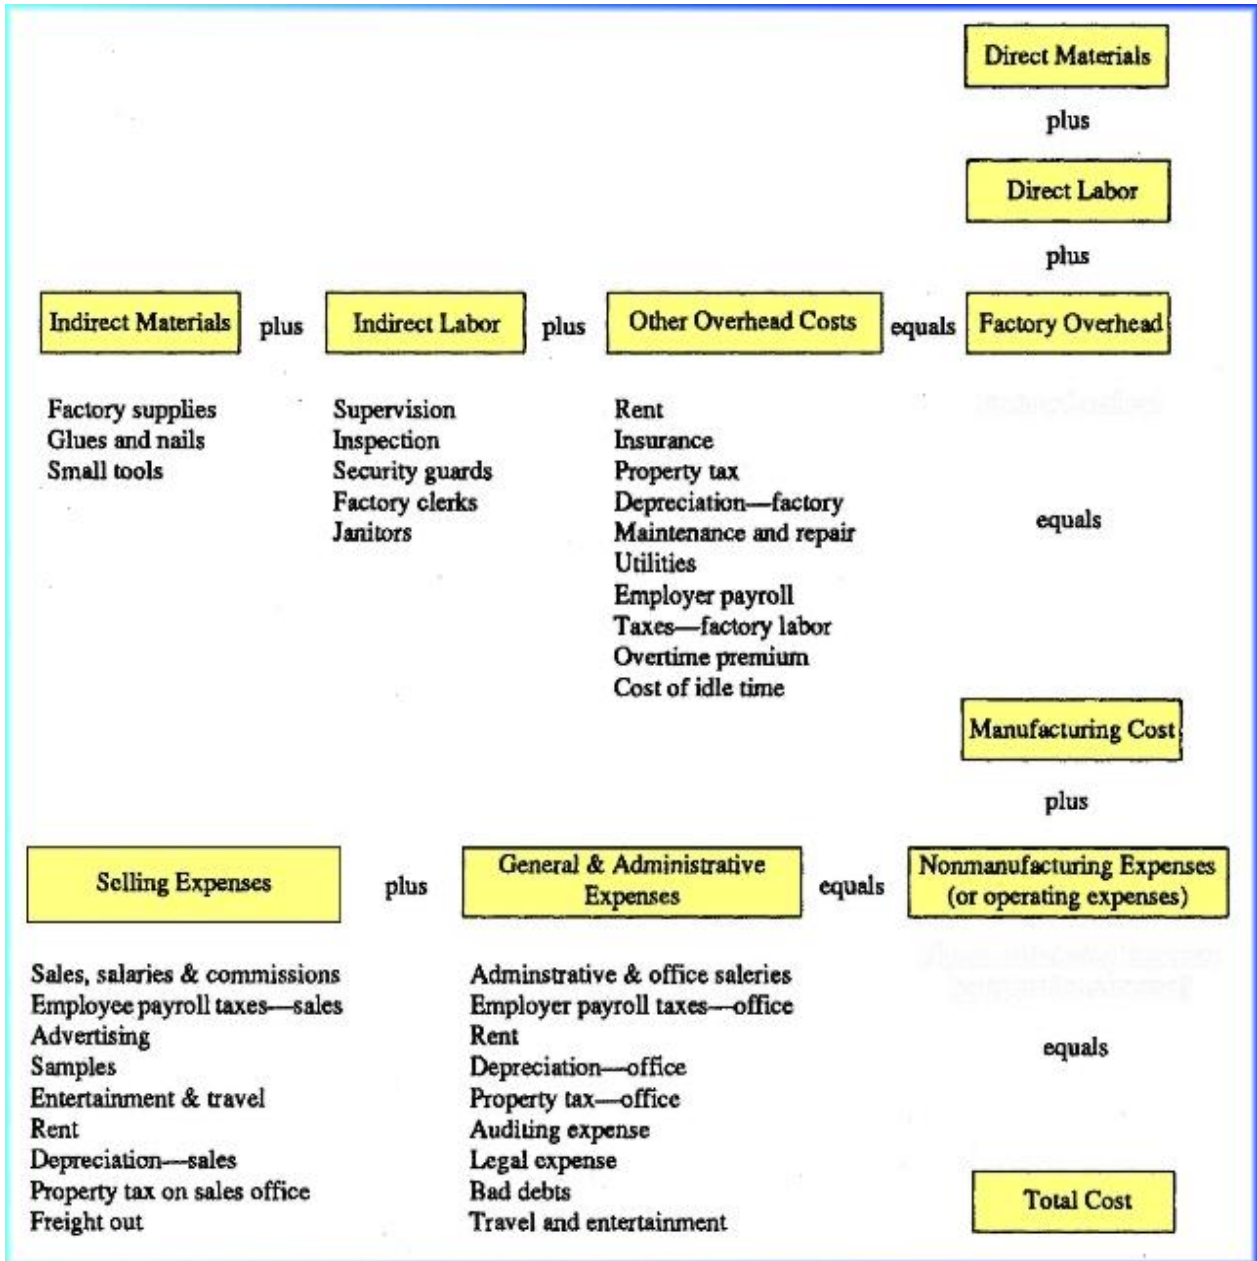 Direct Materials
plus
Direct Labor
plus
Indirect Materials plus Indirect Labor plus Other Overhead Costs equals Factory Overhead
Factory supplies
Glues and nails
Small tools
Supervision
Inspection
Security guards
Factory clerks
Janitors
Rent
Insurance
Property tax
Depreciation—factory
Maintenance and repair
Utilities
Employer payroll
Taxes—factory labor
Overtime premium
Cost of idle time
equals
Manufacturing Cost
plus
Selling Expenses plus General & Administrative
Expenses equals Nonmanufacturing Expenses
(or operating expenses)
Sales, salaries & commissions
Employee payroll taxes—sales
Advertising
Samples
Entertainment & travel
Rent
Depreciation—sales
Property tax on sales office
Freight out
Adminstrative & office saleries
Employer payroll taxes—office
Rent
Depreciation—office
Property tax—office
Auditing expense
Legal expense
Bad debts
Travel and entertainment
equals
Total Cost